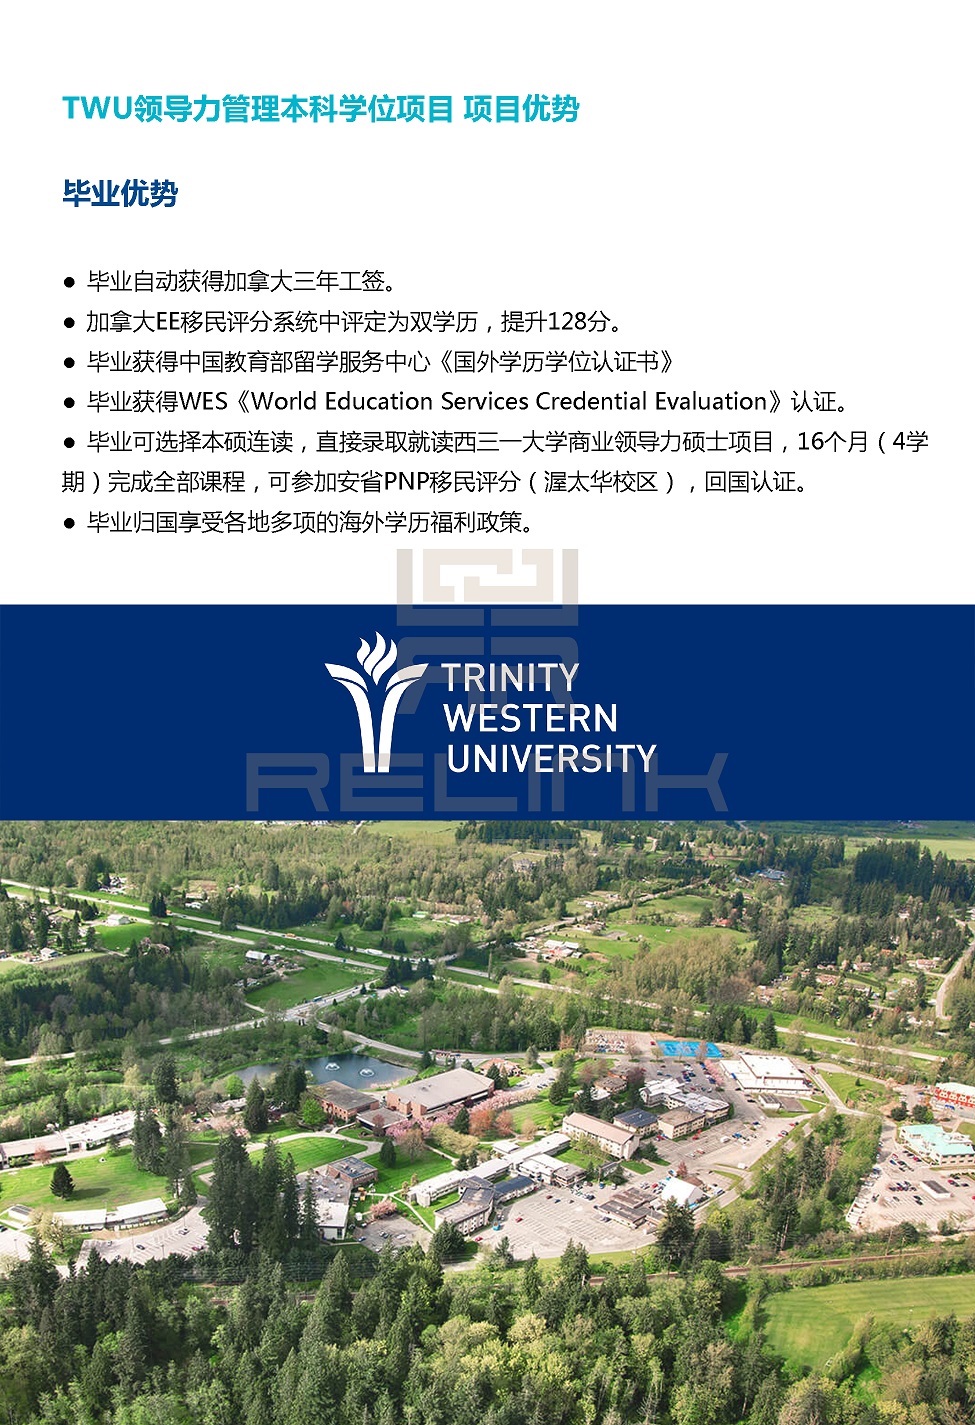 TWU领导力管理本科学位项目 项目优势
毕业优势
● 毕业自动获得加拿大三年工签。
● 加拿大EE移民评分系统中评定为双学历，提升128分。
● 毕业获得中国教育部留学服务中心《国外学历学位认证书》
● 毕业获得WES《World Education Services Credential Evaluation》认证。
● 毕业可选择本硕连读，直接录取就读西三一大学商业领导力硕士项目，16个月（4学
期）完成全部课程，可参加安省PNP移民评分（渥太华校区），回国认证。
● 毕业归国享受各地多项的海外学历福利政策。
TRINITY
WESTERN
UNIVERSITY
RELINK